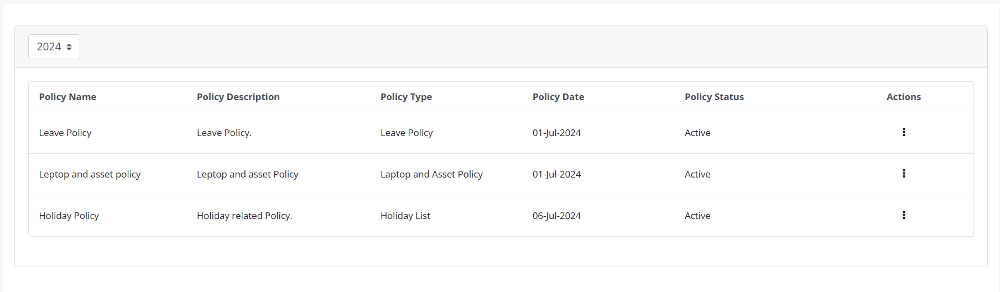 2024
Policy Name Policy Description Policy Type Policy Date Policy Status Actions
Leave Policy Leave Policy. Leave Policy 01-Jul-2024 Active
Leptop and asset policy Leptop and asset Policy Laptop and Asset Policy 01-Jul-2024 Active
Holiday Policy Holiday related Policy. Holiday List 06-Jul-2024 Active